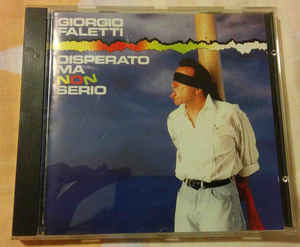 GIORGIO
FALETTI
DISPERATO
MA
NON
SERIO